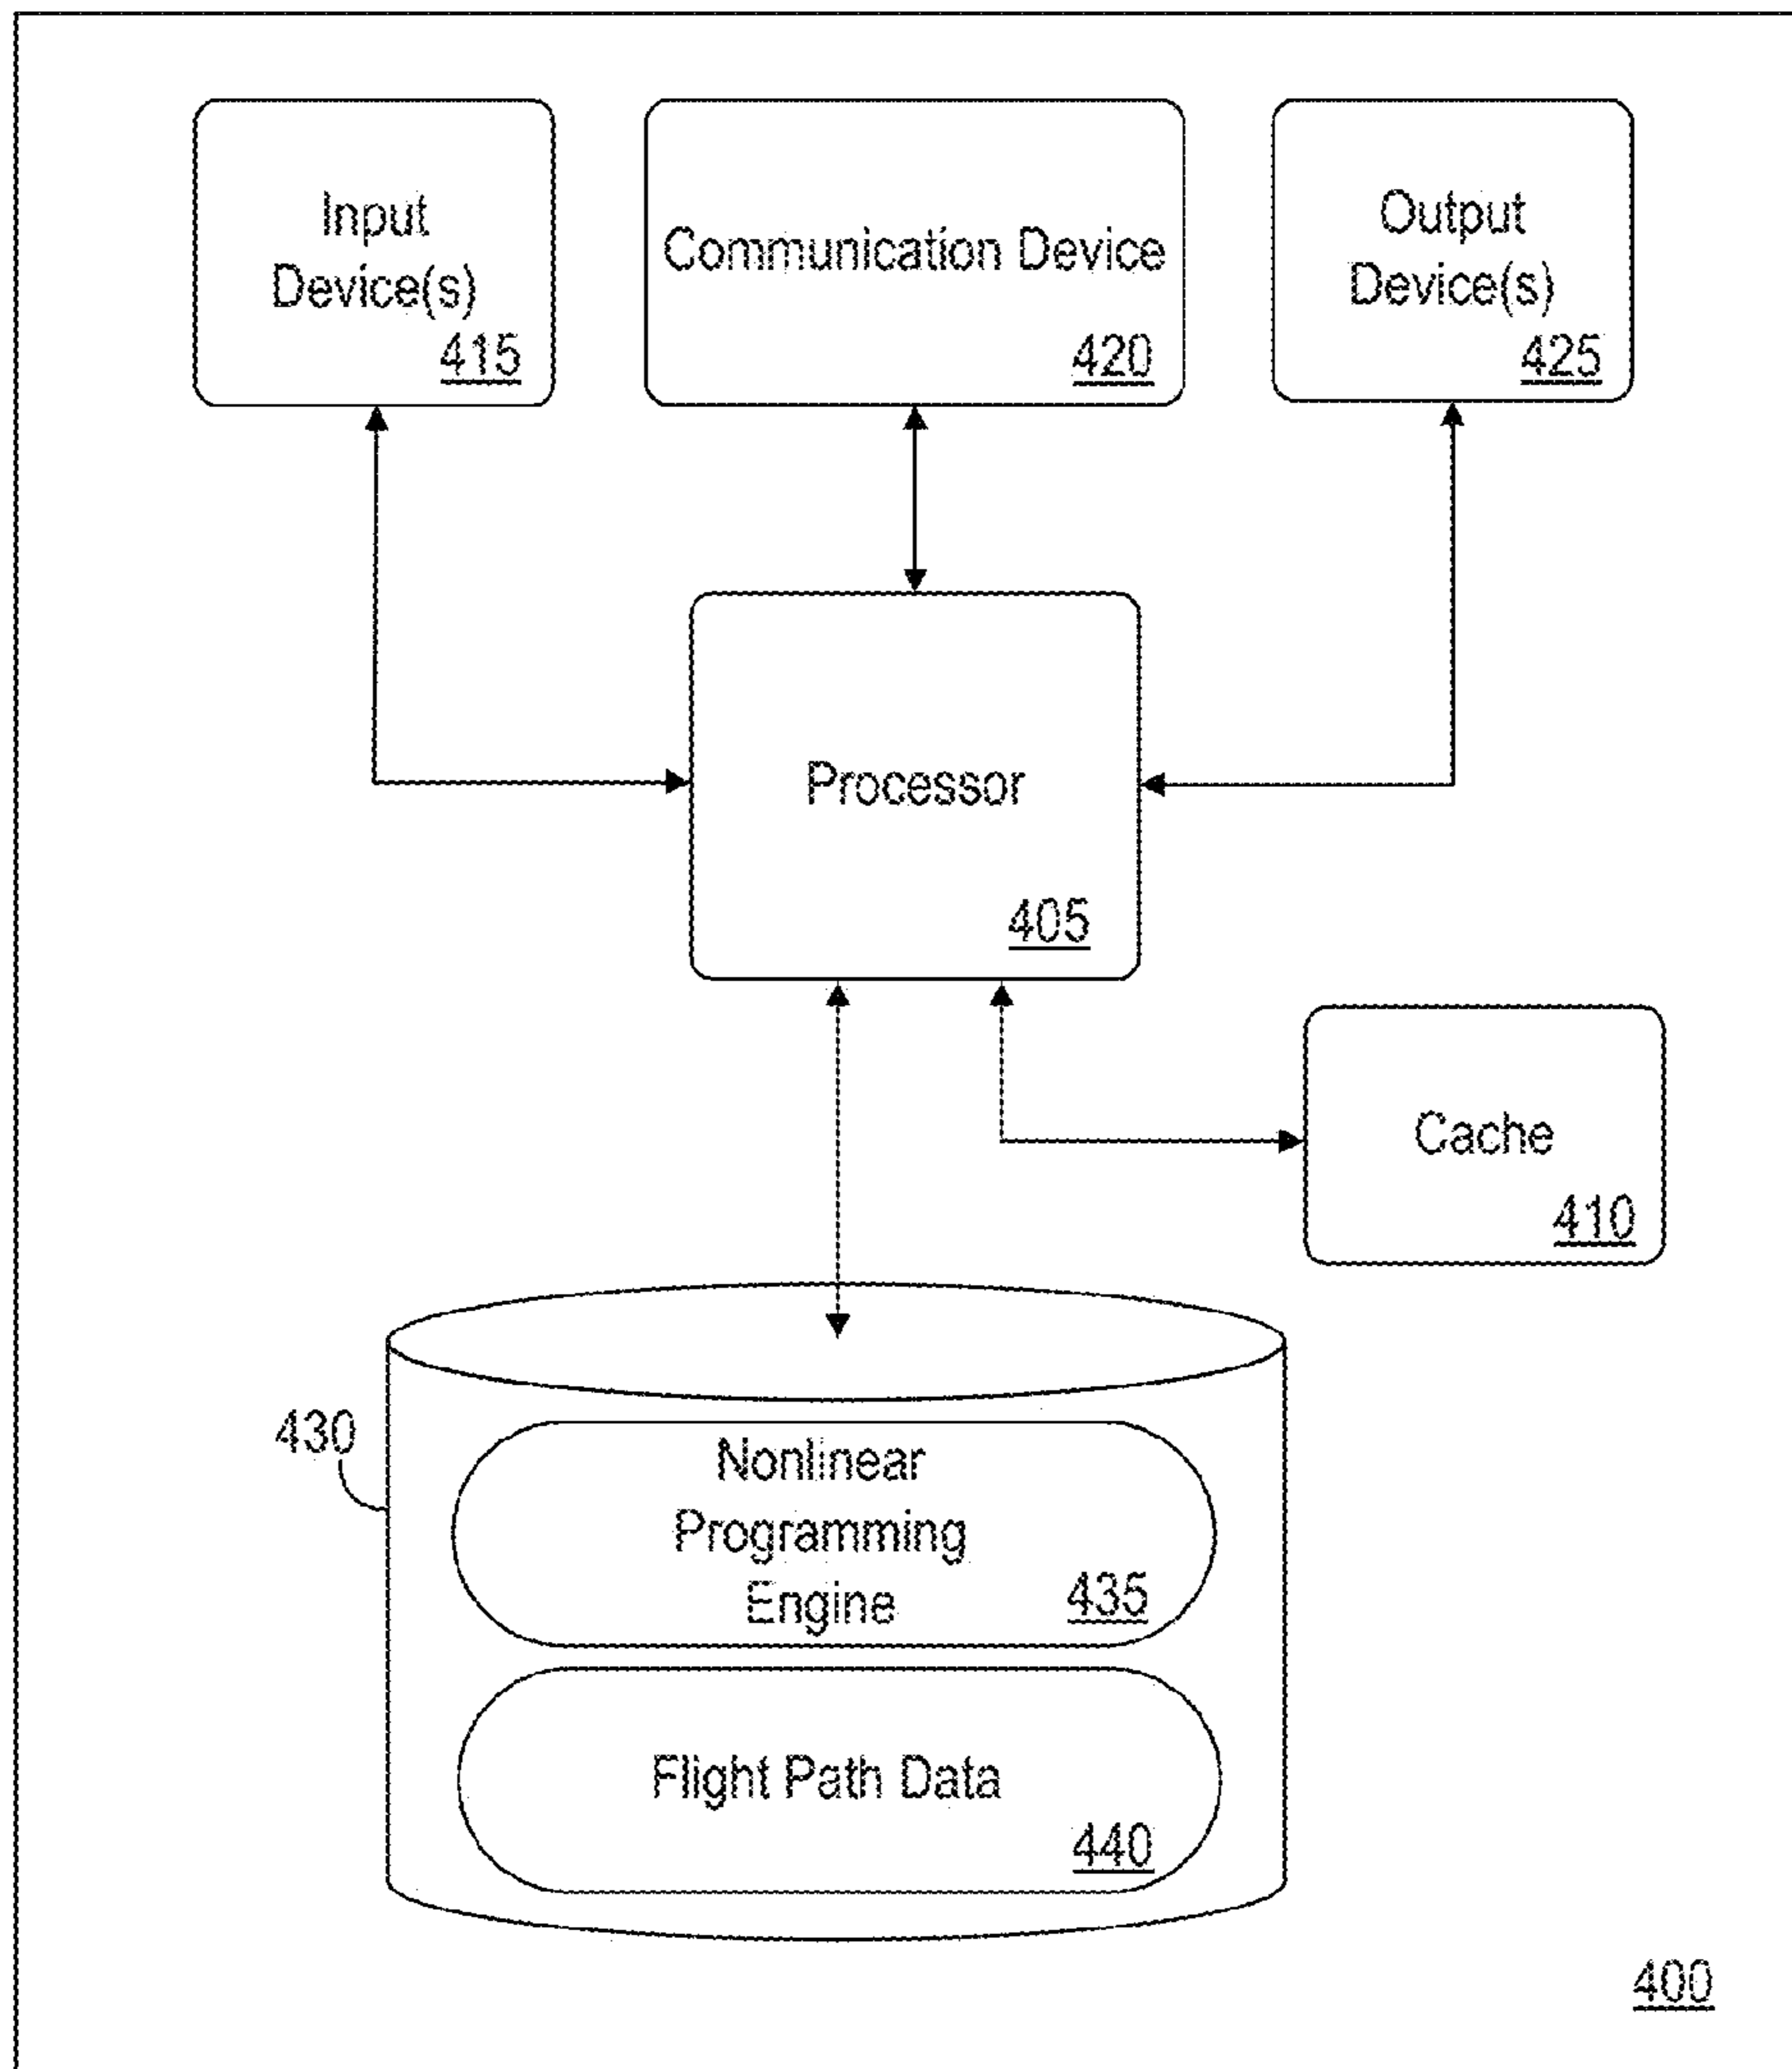 Input
Device(s)
415
Communication Device
420
Output
Device(s)
425
Processor
405
Cache
410
430
Nonlinear
Programming
Engine
435
Flight Path Data
440
400